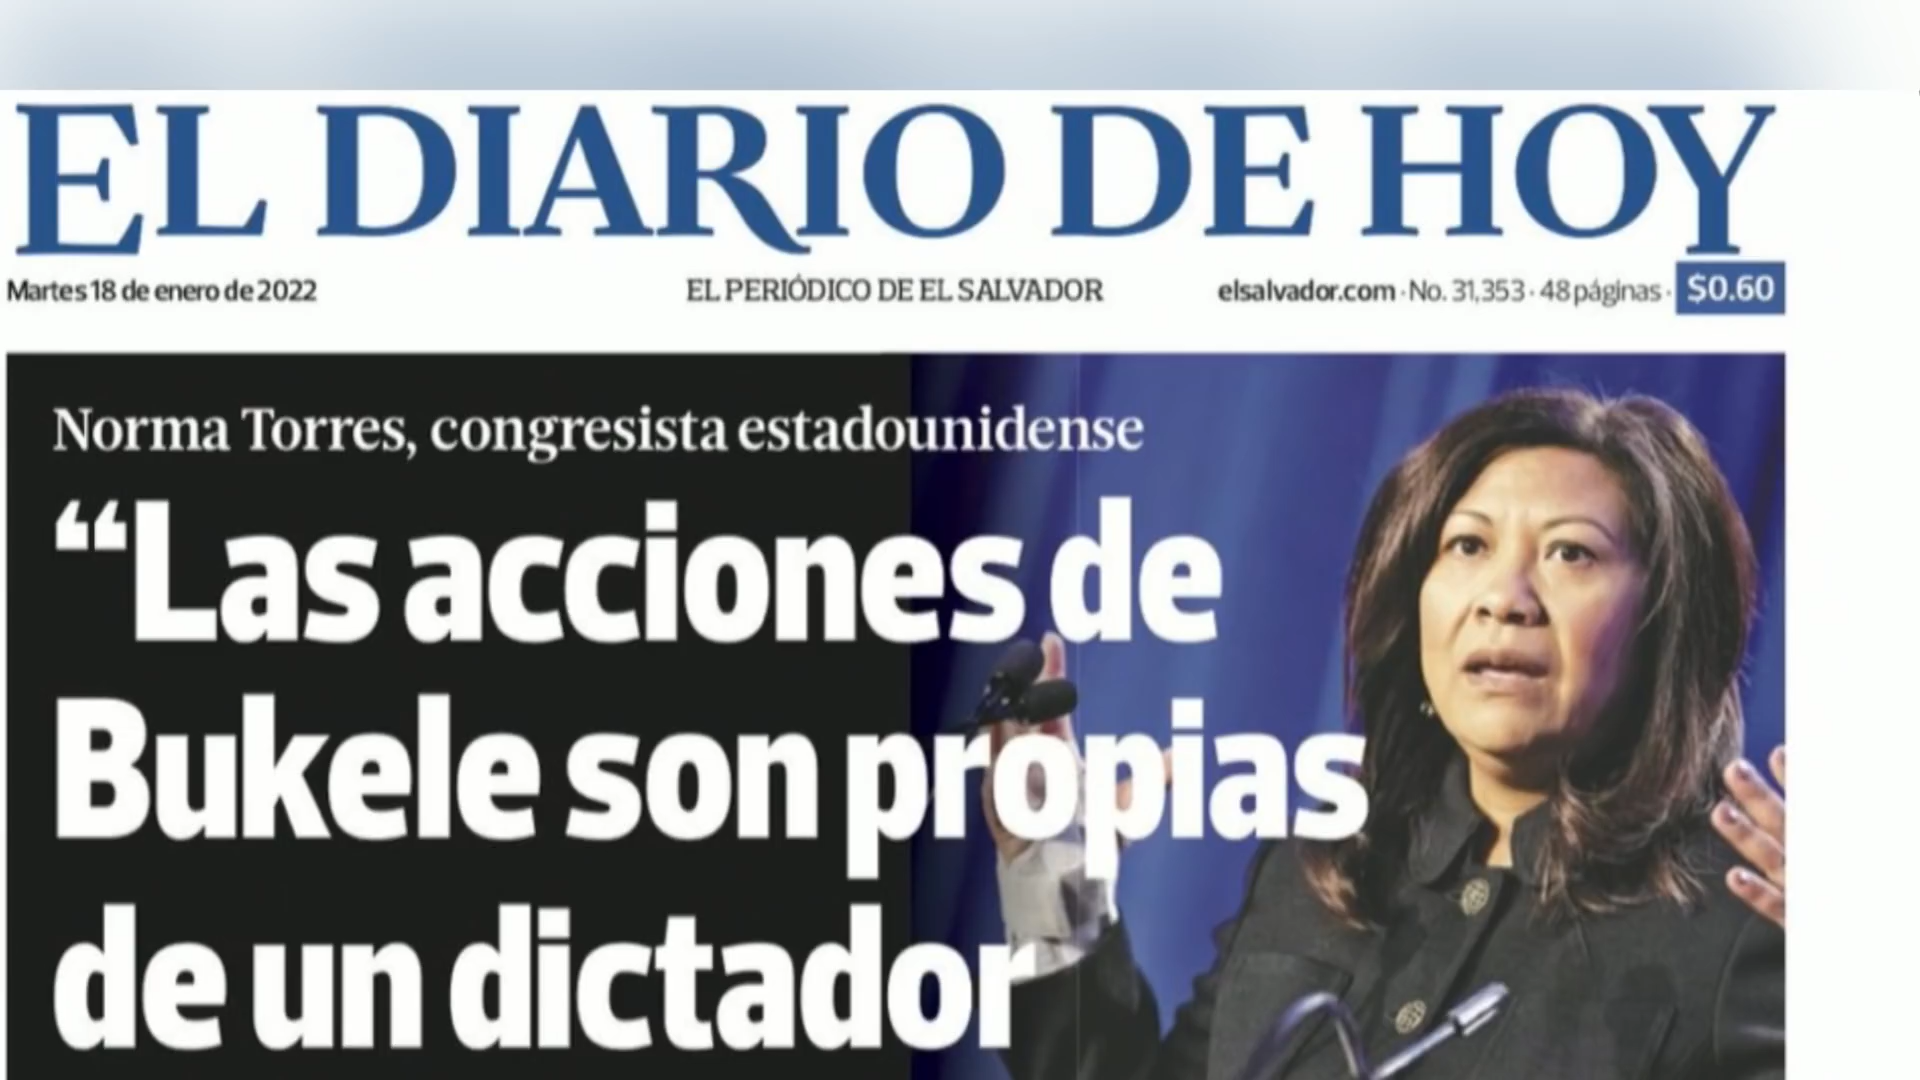 EL DIARIO DE HOY
Martes 18 de enero de 2022 EL PERIÓDICO DE EL SALVADOR elsalvador.com · No. 31,353 · 48 páginas · $0.60
Norma Torres, congresista estadounidense
“Las acciones de
Bukele son propias
de un dictador